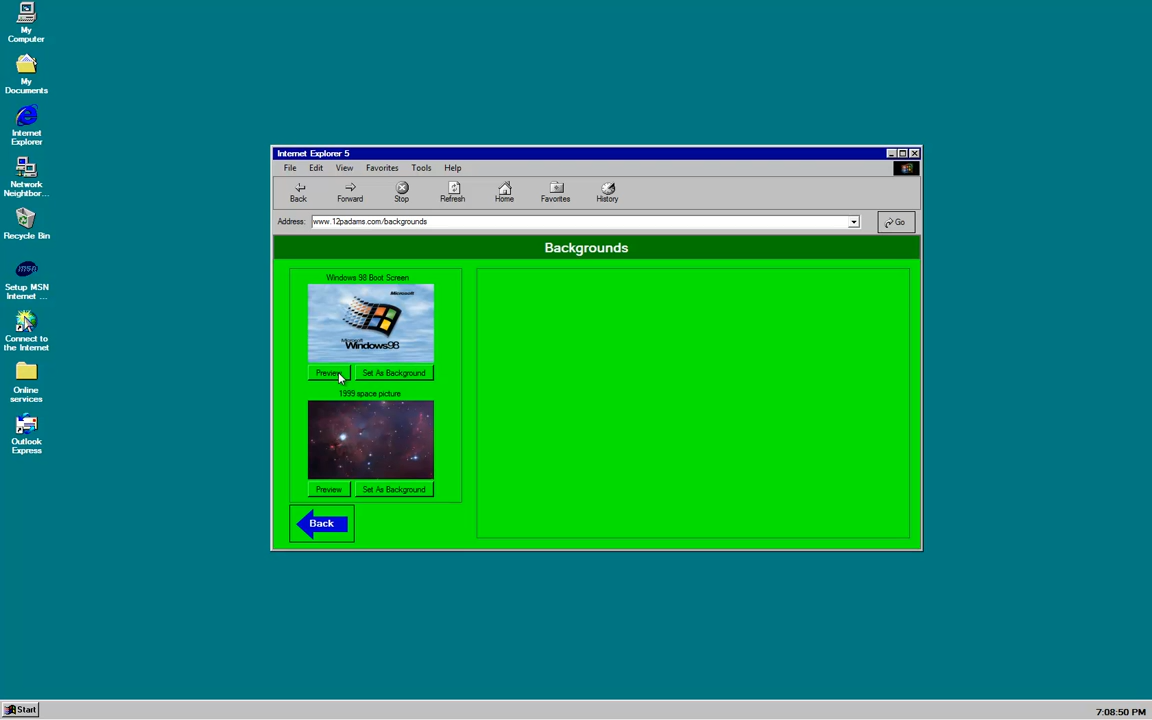 My
Computer
My
Documents
Internet
Explorer
Network
Neighbor...
Recycle Bin
Setup MSN
Internet ...
Connect to
the Internet
Online
services
Outlook
Express
Internet Explorer 5
File Edit View Favorites Tools Help
Back Forward Stop Refresh Home Favorites History
Address: www.12padams.com/backgrounds Go
Backgrounds
Windows 98 Boot Screen
Microsoft
Microsoft
Windows98
Preview Set As Background
1999 space picture
Preview Set As Background
Back
Start
7:08:50 PM